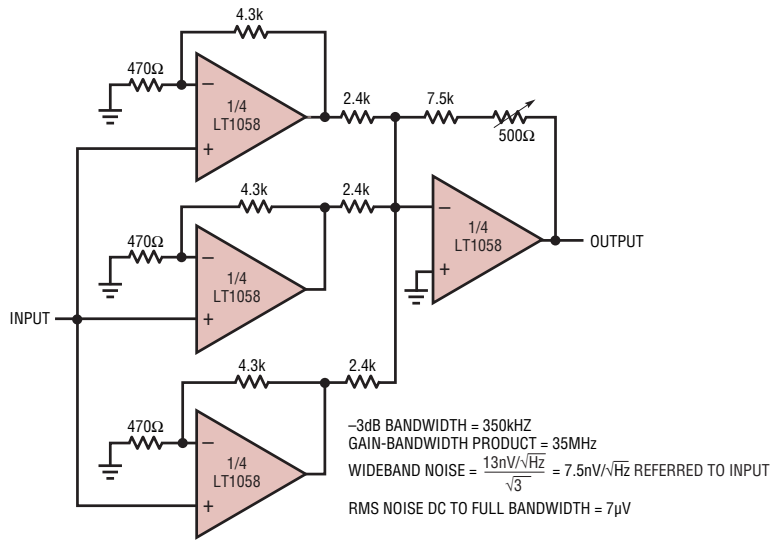 4.3k
470Ω
–
1/4
LT1058
+
2.4k
7.5k
500Ω
4.3k
2.4k
470Ω
–
1/4
LT1058
+
–
1/4
LT1058
+
OUTPUT
INPUT
4.3k
2.4k
470Ω
–
1/4
LT1058
+
–3dB BANDWIDTH = 350kHZ
GAIN-BANDWIDTH PRODUCT = 35MHz
WIDEBAND NOISE = 13nV/√Hz / √3 = 7.5nV/√Hz REFERRED TO INPUT
RMS NOISE DC TO FULL BANDWIDTH = 7µV